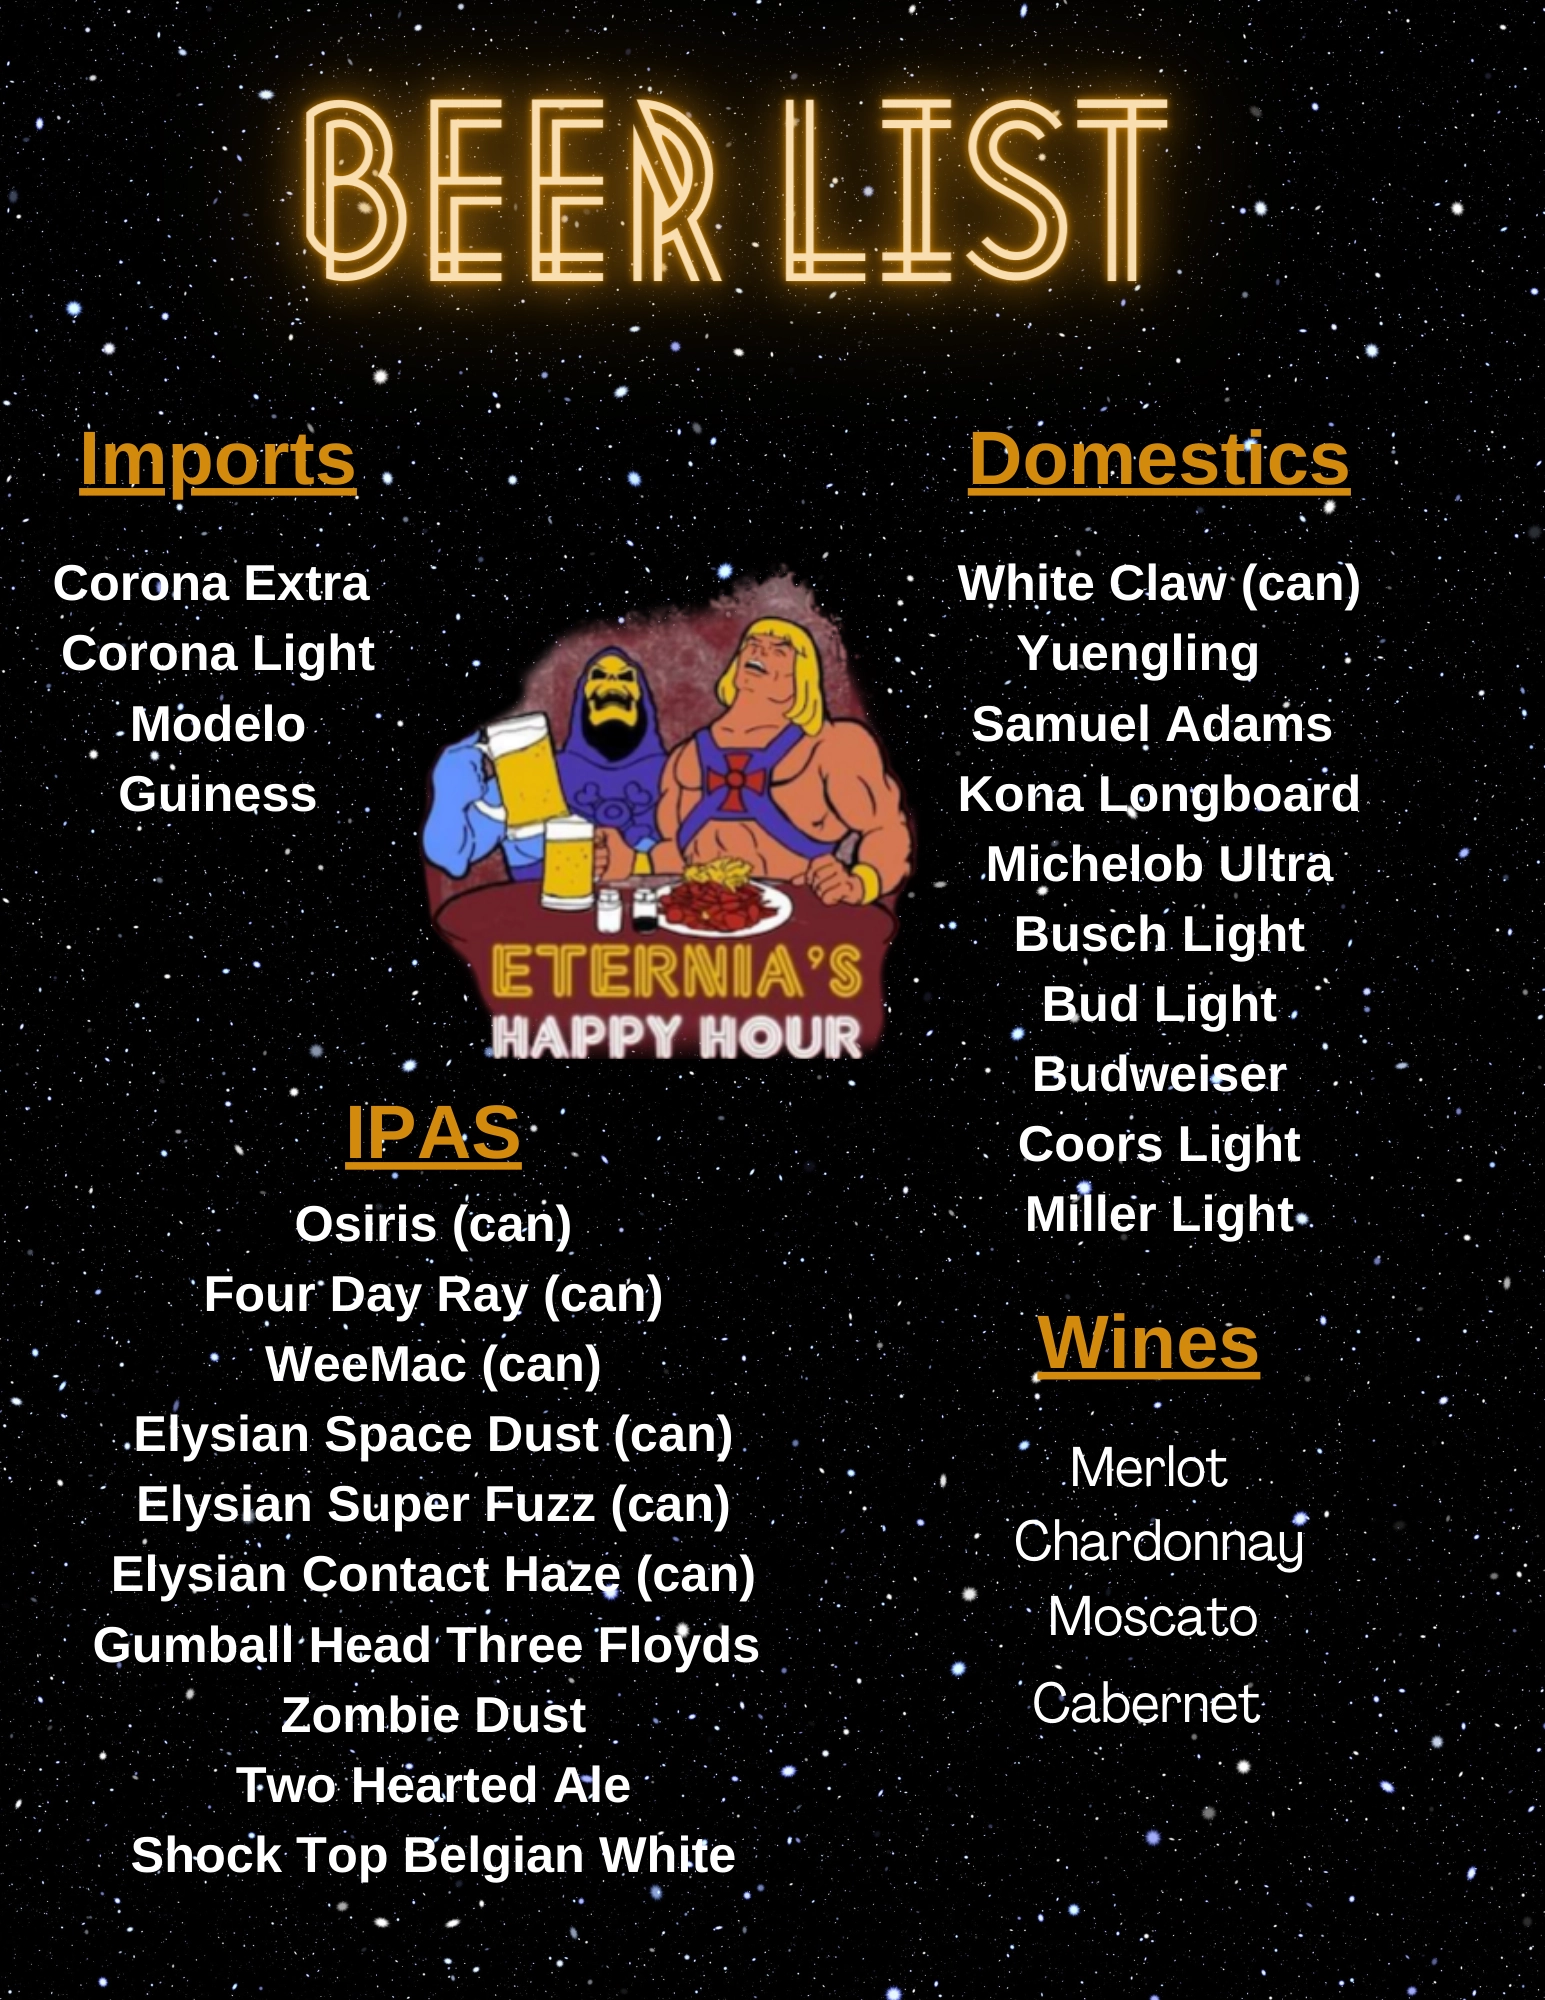 BEER LIST
Imports
Corona Extra
Corona Light
Modelo
Guiness
Domestics
White Claw (can)
Yuengling
Samuel Adams
Kona Longboard
Michelob Ultra
Busch Light
Bud Light
Budweiser
Coors Light
Miller Light
ETERNIA'S
HAPPY HOUR
IPAS
Osiris (can)
Four Day Ray (can)
WeeMac (can)
Elysian Space Dust (can)
Elysian Super Fuzz (can)
Elysian Contact Haze (can)
Gumball Head Three Floyds
Zombie Dust
Two Hearted Ale
Shock Top Belgian White
Wines
Merlot
Chardonnay
Moscato
Cabernet